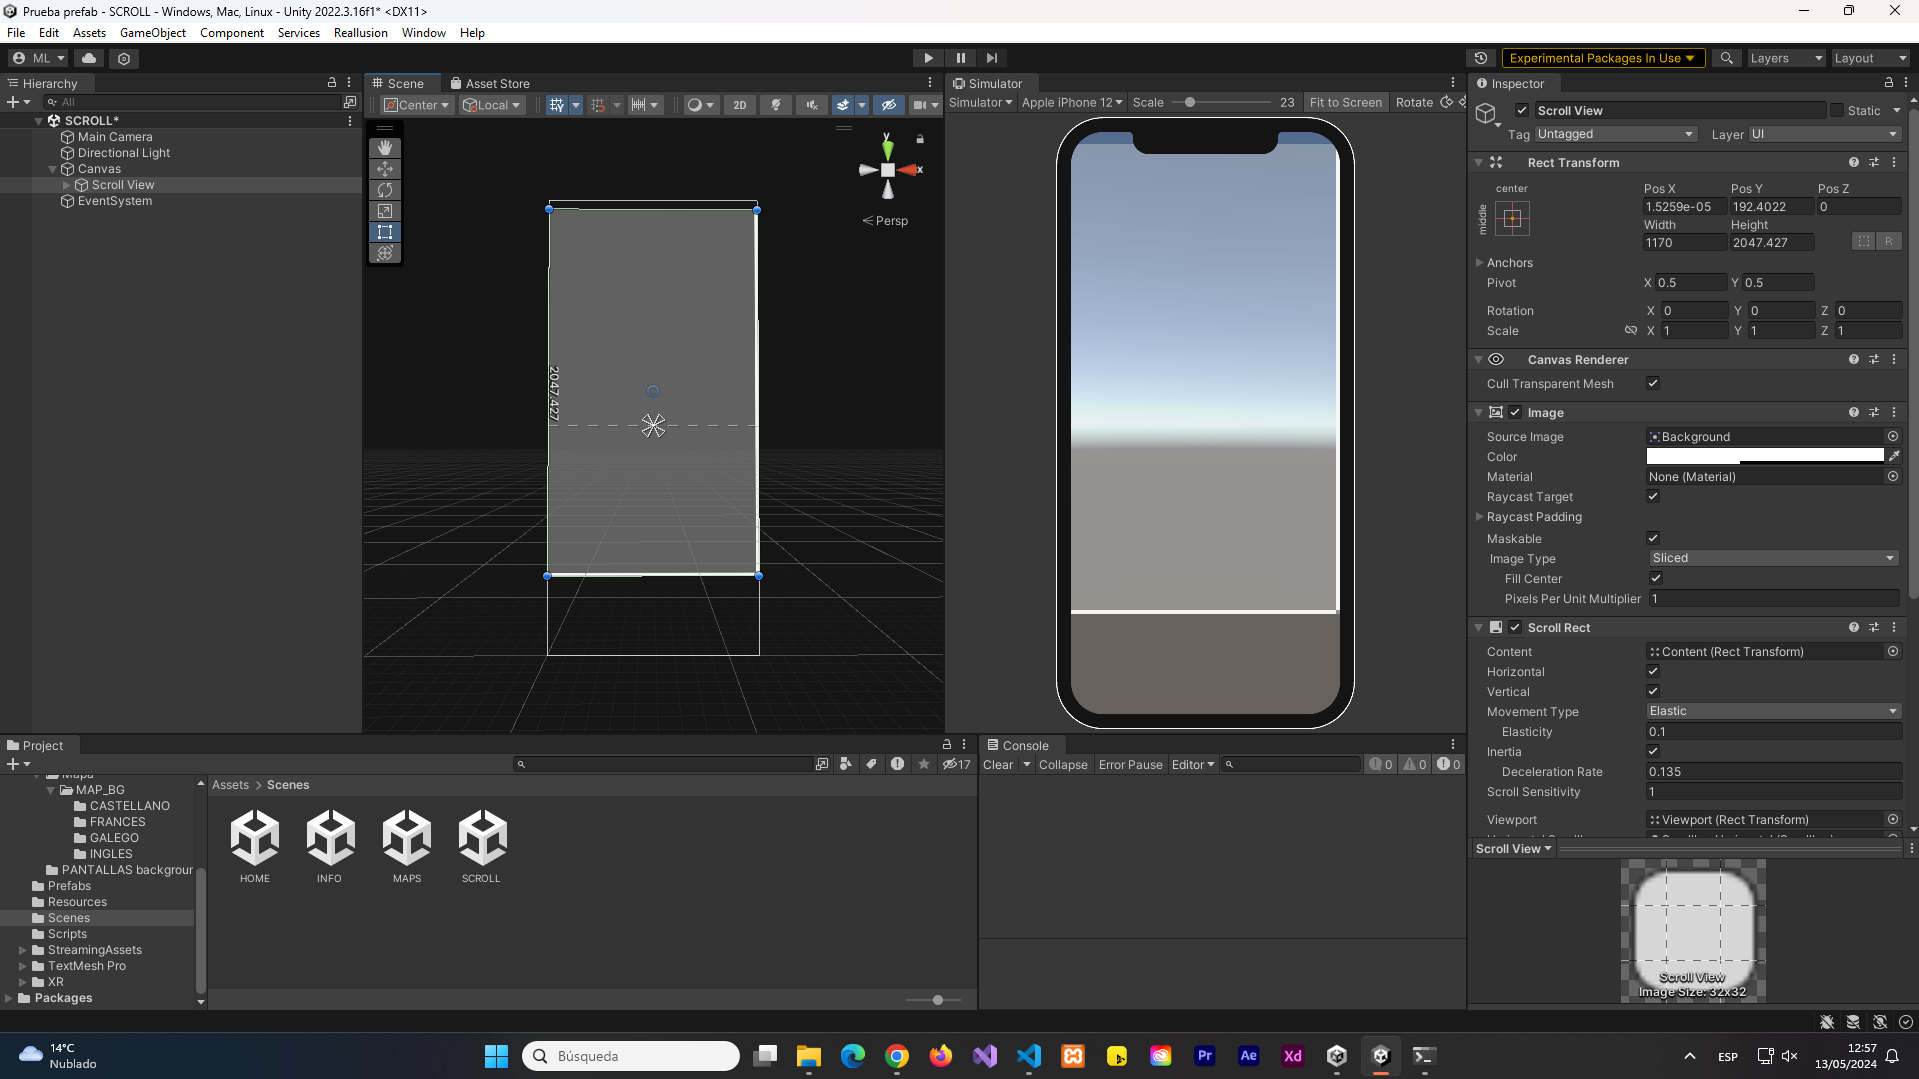 Prueba prefab - SCROLL - Windows, Mac, Linux - Unity 2022.3.16f1* <DX11>
File Edit Assets GameObject Component Services Reallusion Window Help
ML
Experimental Packages In Use
Layers
Layout
Hierarchy
All
SCROLL*
Main Camera
Directional Light
Canvas
Scroll View
EventSystem
Scene
Asset Store
Center
Local
2D
y
x
Persp
2047.427
Simulator
Simulator
Apple iPhone 12
Scale
23
Fit to Screen
Rotate
Inspector
Scroll View
Static
Tag
Untagged
Layer
UI
Rect Transform
center
middle
Pos X Pos Y Pos Z
1.5259e-05 192.4022 0
Width Height
1170 2047.427
R
Anchors
Pivot X 0.5 Y 0.5
Rotation X 0 Y 0 Z 0
Scale X 1 Y 1 Z 1
Canvas Renderer
Cull Transparent Mesh
Image
Source Image Background
Color
Material None (Material)
Raycast Target
Raycast Padding
Maskable
Image Type Sliced
Fill Center
Pixels Per Unit Multiplier 1
Scroll Rect
Content Content (Rect Transform)
Horizontal
Vertical
Movement Type Elastic
Elasticity 0.1
Inertia
Deceleration Rate 0.135
Scroll Sensitivity 1
Viewport Viewport (Rect Transform)
Scroll View
Scroll View
Image Size: 32x32
Project
17
Mapa
MAP_BG
CASTELLANO
FRANCES
GALEGO
INGLES
PANTALLAS backgrour
Prefabs
Resources
Scenes
Scripts
StreamingAssets
TextMesh Pro
XR
Packages
Assets > Scenes
HOME
INFO
MAPS
SCROLL
Console
Clear Collapse Error Pause Editor
0 0 0
14°C
Nublado
Búsqueda
Pr
Ae
Xd
ESP
12:57
13/05/2024